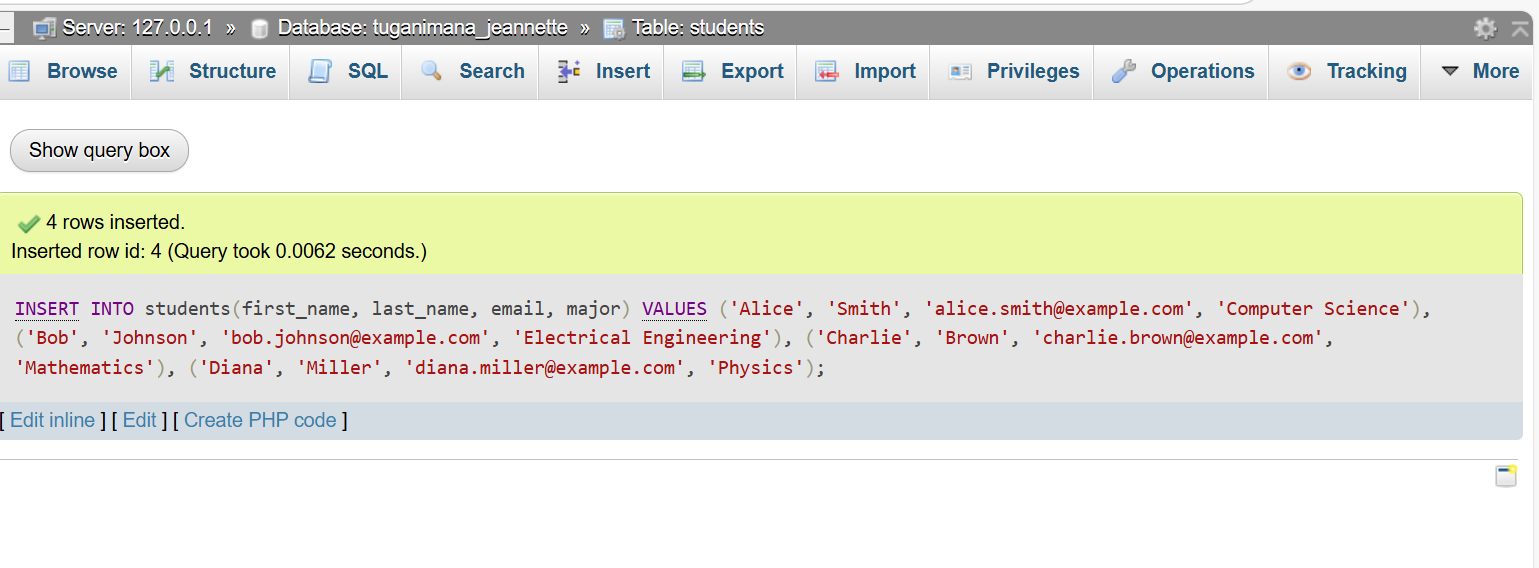 Server: 127.0.0.1 » Database: tuganimana_jeannette » Table: students
Browse Structure SQL Search Insert Export Import Privileges Operations Tracking More
Show query box
4 rows inserted.
Inserted row id: 4 (Query took 0.0062 seconds.)
INSERT INTO students(first_name, last_name, email, major) VALUES ('Alice', 'Smith', 'alice.smith@example.com', 'Computer Science'),
('Bob', 'Johnson', 'bob.johnson@example.com', 'Electrical Engineering'), ('Charlie', 'Brown', 'charlie.brown@example.com',
'Mathematics'), ('Diana', 'Miller', 'diana.miller@example.com', 'Physics');
[ Edit inline ] [ Edit ] [ Create PHP code ]